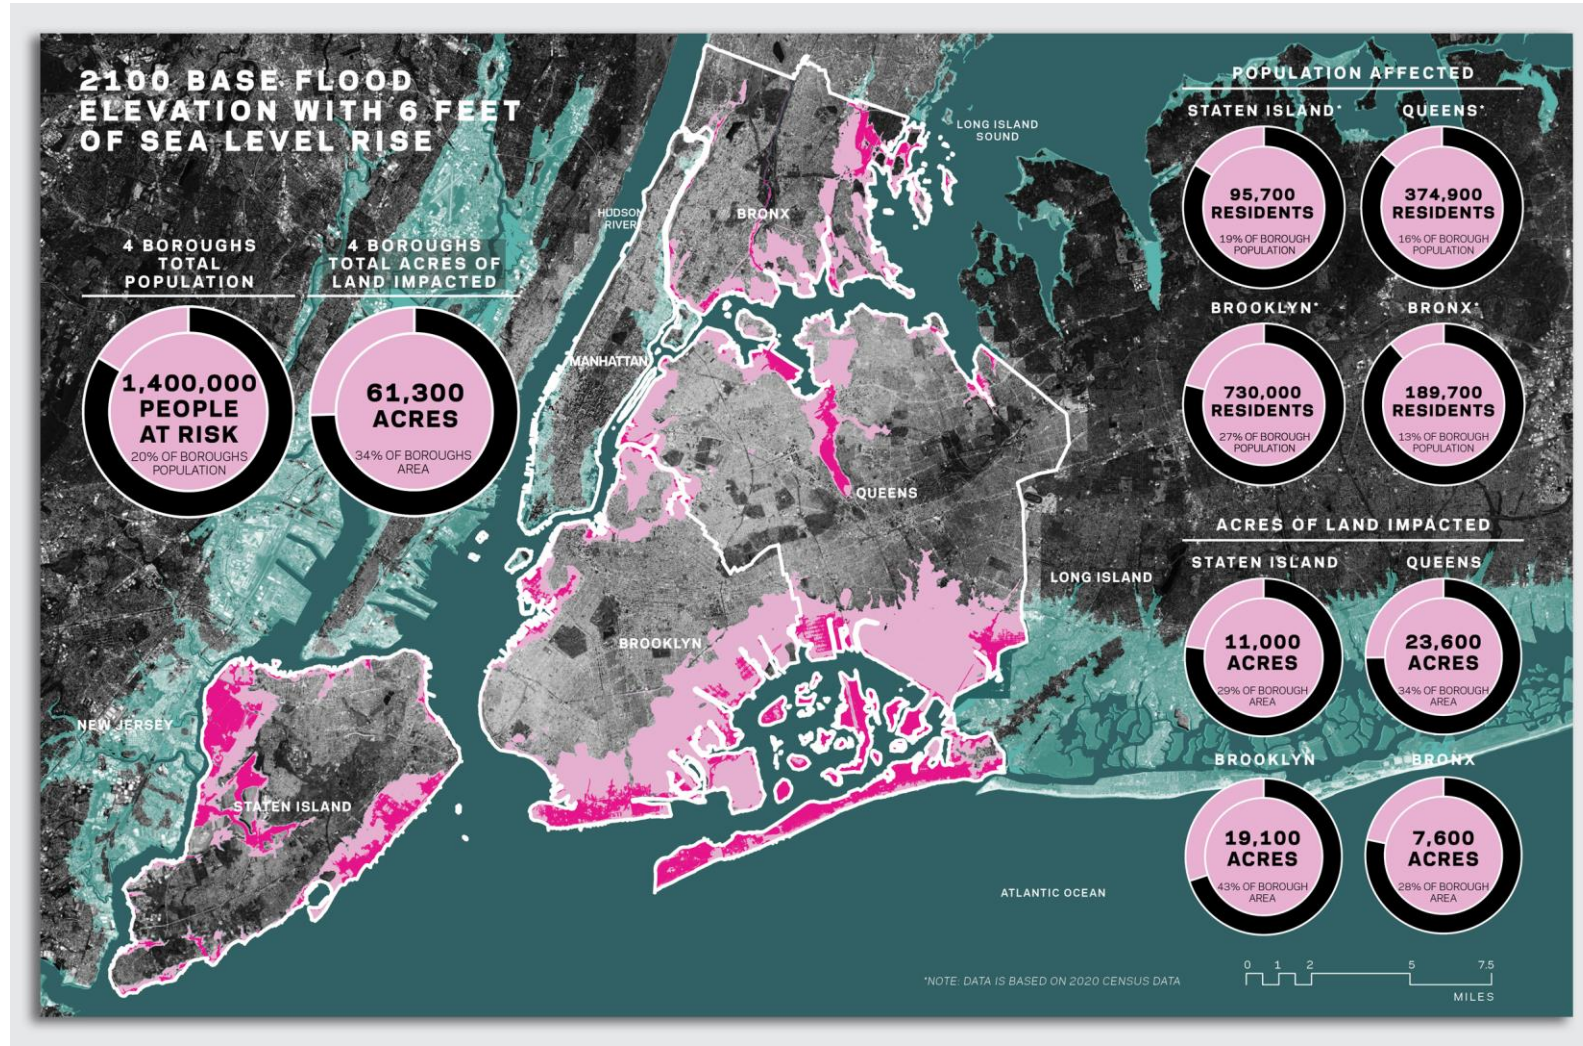 2100 BASE FLOOD
ELEVATION WITH 6 FEET
OF SEA LEVEL RISE
4 BOROUGHS
TOTAL
POPULATION
1,400,000
PEOPLE
AT RISK
20% OF BOROUGHS
POPULATION
4 BOROUGHS
TOTAL ACRES OF
LAND IMPACTED
61,300
ACRES
34% OF BOROUGHS
AREA
HUDSON
RIVER
BRONX
LONG ISLAND
SOUND
MANHATTAN
QUEENS
LONG ISLAND
BROOKLYN
NEW JERSEY
STATEN ISLAND
ATLANTIC OCEAN
POPULATION AFFECTED
STATEN ISLAND*
95,700
RESIDENTS
19% OF BOROUGH
POPULATION
QUEENS*
374,900
RESIDENTS
16% OF BOROUGH
POPULATION
BROOKLYN*
730,000
RESIDENTS
27% OF BOROUGH
POPULATION
BRONX*
189,700
RESIDENTS
13% OF BOROUGH
POPULATION
ACRES OF LAND IMPACTED
STATEN ISLAND
11,000
ACRES
29% OF BOROUGH
AREA
QUEENS
23,600
ACRES
34% OF BOROUGH
AREA
BROOKLYN
19,100
ACRES
43% OF BOROUGH
AREA
BRONX
7,600
ACRES
28% OF BOROUGH
AREA
*NOTE: DATA IS BASED ON 2020 CENSUS DATA
0 1 2 5 7.5
MILES